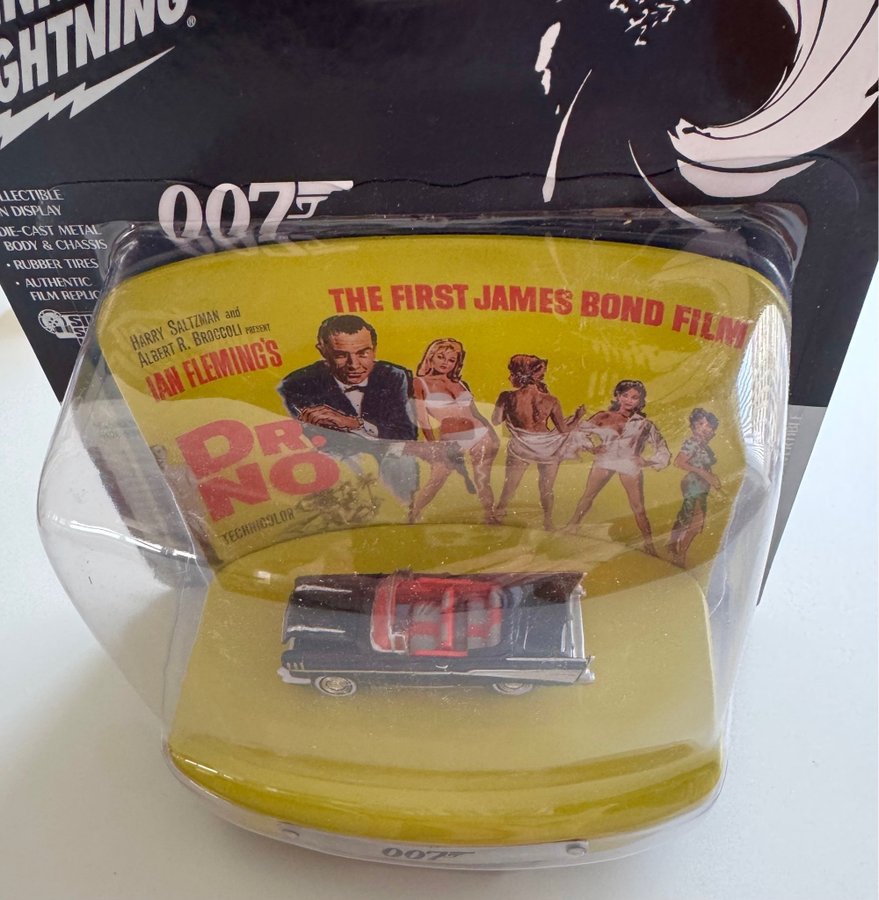 GHTNING®
007
LLECTIBLE
N DISPLAY
DIE-CAST METAL
BODY & CHASSIS
• RUBBER TIRES
• AUTHENTIC
FILM REPLIC
THE FIRST JAMES BOND FILM!
HARRY SALTZMAN and
ALBERT R. BROCCOLI PRESENT
IAN FLEMING'S
DR.
NO
TECHNICOLOR
007